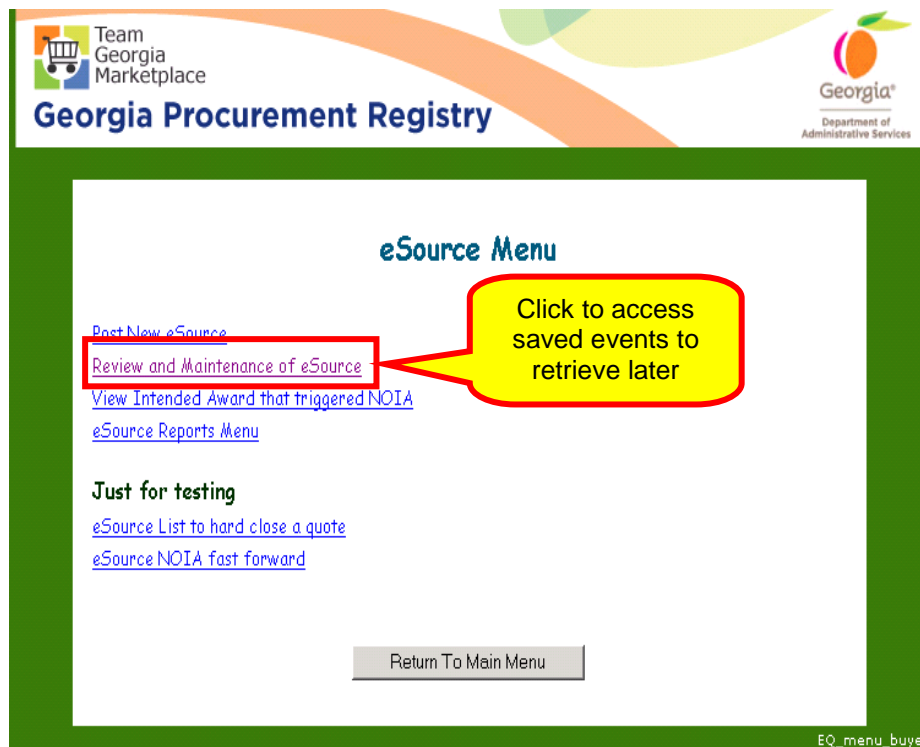 Team
Georgia
Marketplace
Georgia Procurement Registry
Georgia®
Department of
Administrative Services
eSource Menu
Click to access
saved events to
retrieve later
Post New eSource
Review and Maintenance of eSource
View Intended Award that triggered NOIA
eSource Reports Menu
Just for testing
eSource List to hard close a quote
eSource NOIA fast forward
Return To Main Menu
EQ_menu_buye